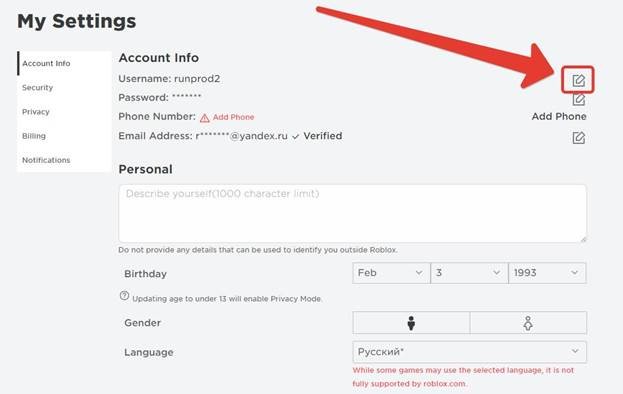 My Settings
Account Info
Security
Privacy
Billing
Notifications
Account Info
Username: runprod2
Password: *******
Phone Number: Add Phone Add Phone
Email Address: r*******@yandex.ru Verified
Personal
Describe yourself(1000 character limit)
Do not provide any details that can be used to identify you outside Roblox.
Birthday Feb 3 1993
Updating age to under 13 will enable Privacy Mode.
Gender
Language Русский*
While some games may use the selected language, it is not
fully supported by roblox.com.